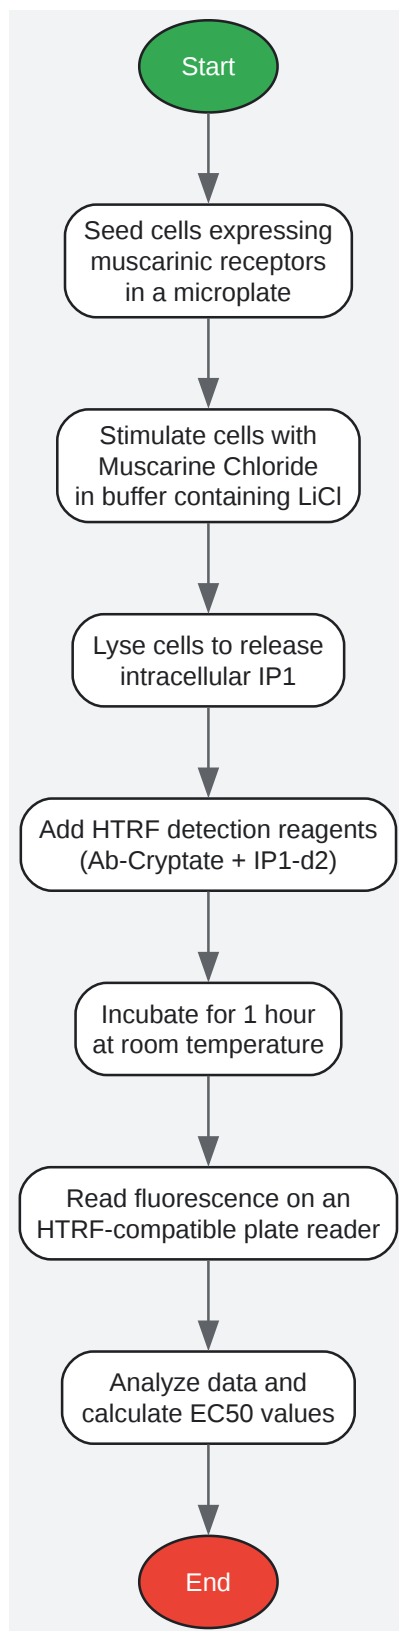 Start
Seed cells expressing
muscarinic receptors
in a microplate
Stimulate cells with
Muscarine Chloride
in buffer containing LiCl
Lyse cells to release
intracellular IP1
Add HTRF detection reagents
(Ab-Cryptate + IP1-d2)
Incubate for 1 hour
at room temperature
Read fluorescence on an
HTRF-compatible plate reader
Analyze data and
calculate EC50 values
End